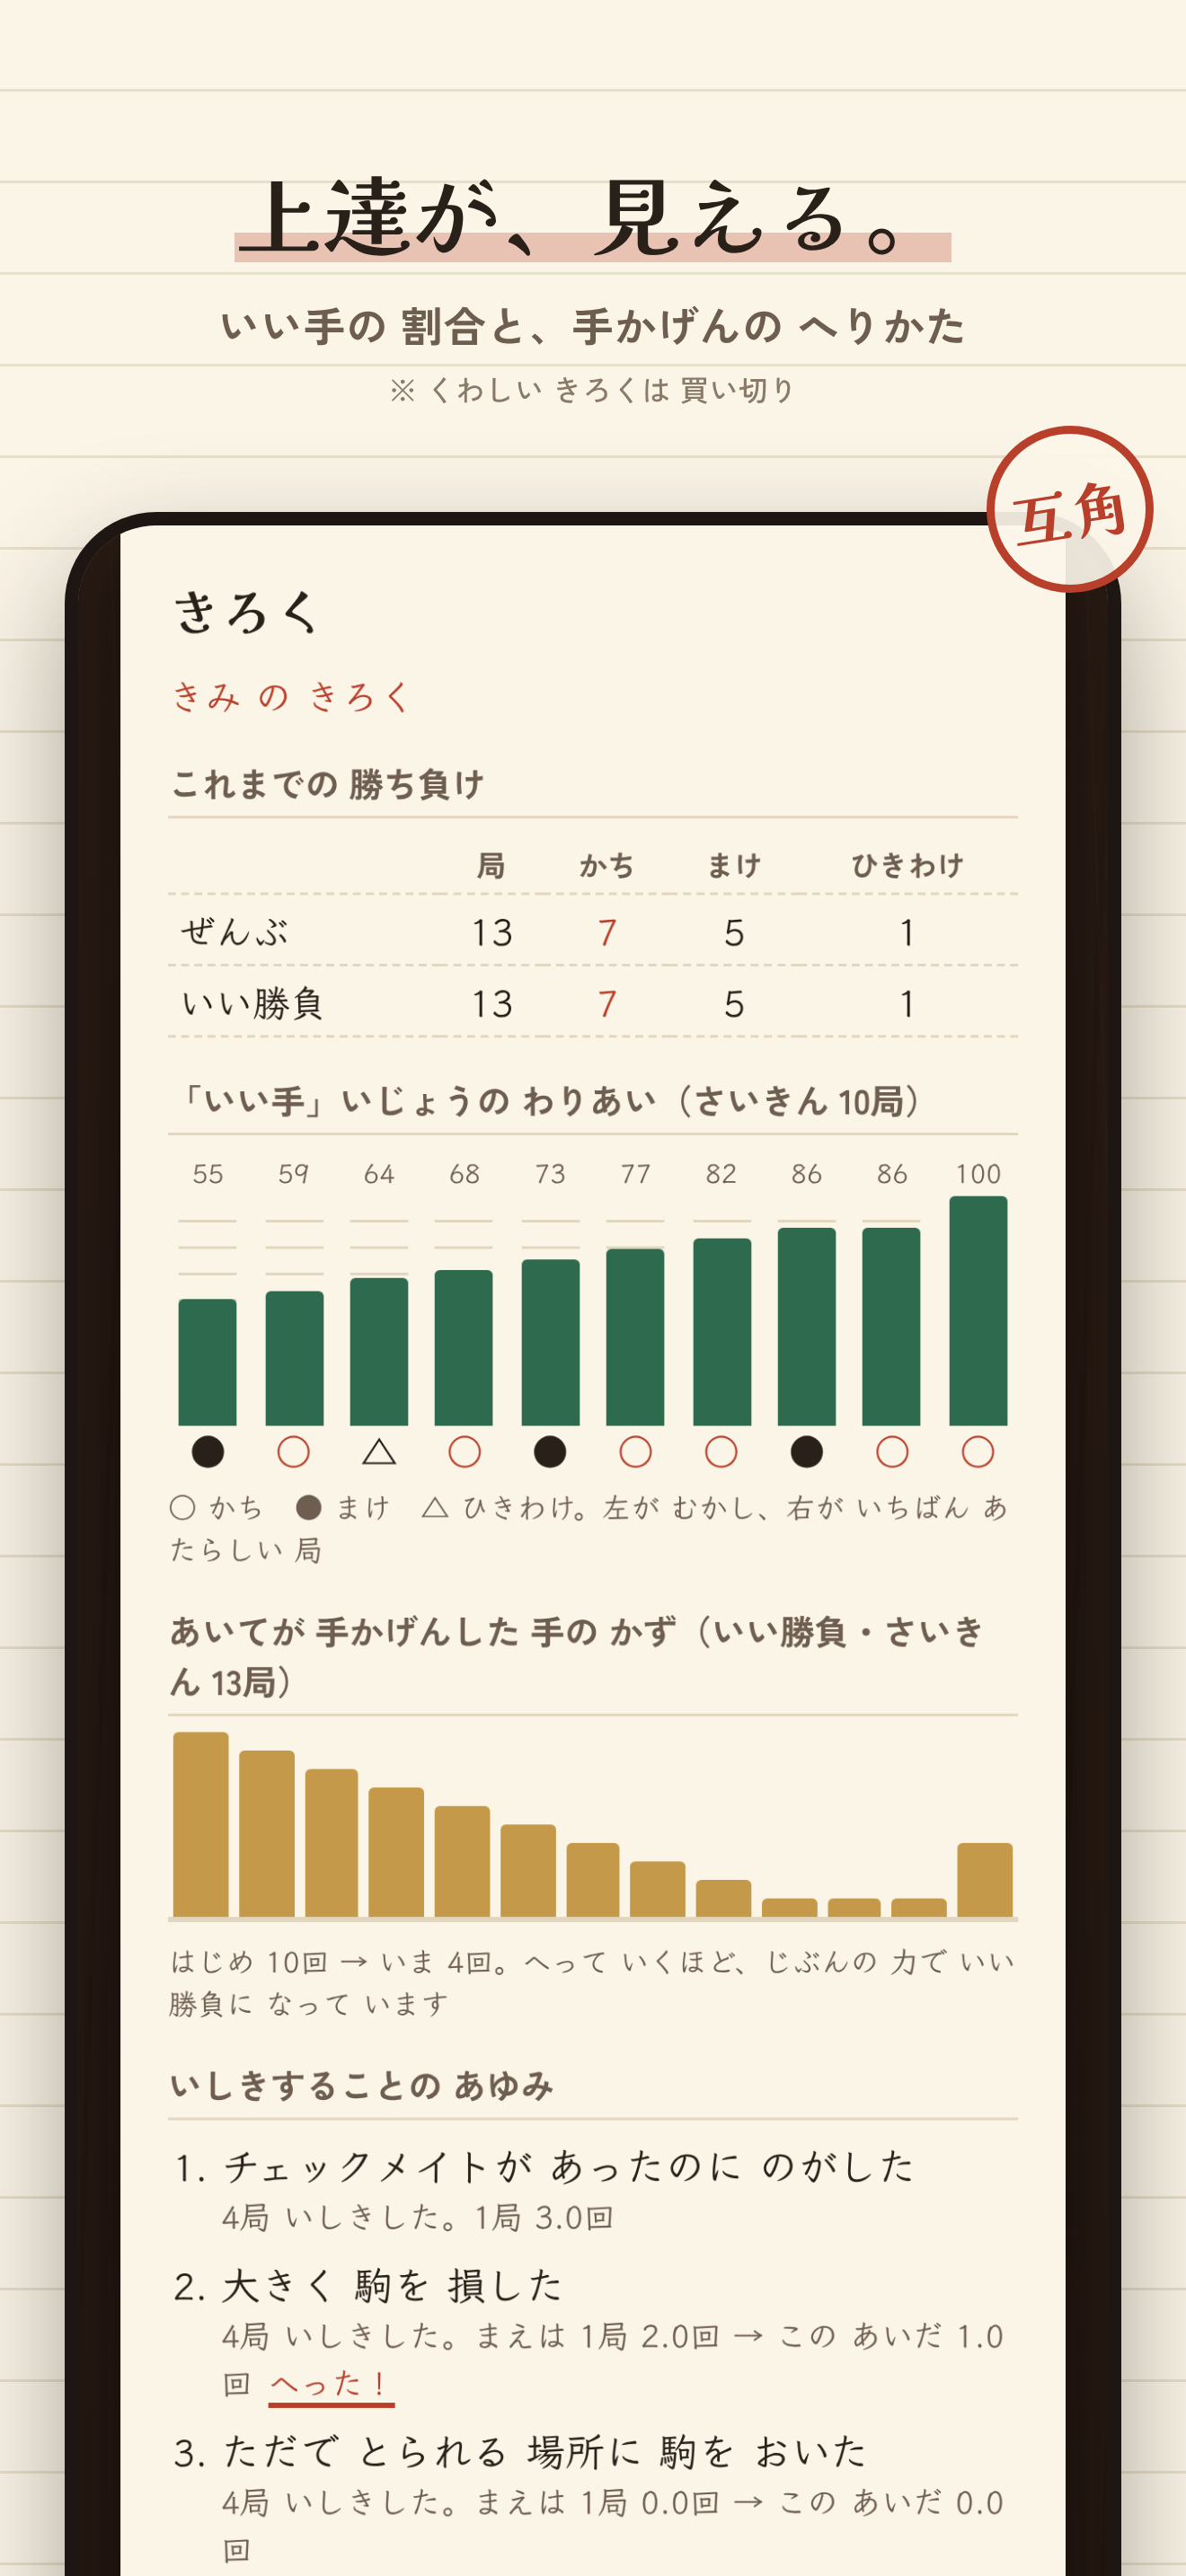 上達が、見える。
いい手の 割合と、手かげんの へりかた
※ くわしい きろくは 買い切り
互角
きろく
きみ の きろく
これまでの 勝ち負け
局 かち まけ ひきわけ
ぜんぶ 13 7 5 1
いい勝負 13 7 5 1
「いい手」いじょうの わりあい（さいきん 10局）
55 59 64 68 73 77 82 86 86 100
● ○ △ ○ ● ○ ○ ● ○ ○
○ かち ● まけ △ ひきわけ。左が むかし、右が いちばん あ
たらしい 局
あいてが 手かげんした 手の かず（いい勝負・さいき
ん 13局）
はじめ 10回 → いま 4回。へって いくほど、じぶんの 力で いい
勝負に なって います
いしきすることの あゆみ
1. チェックメイトが あったのに のがした
4局 いしきした。1局 3.0回
2. 大きく 駒を 損した
4局 いしきした。まえは 1局 2.0回 → この あいだ 1.0
回 へった！
3. ただで とられる 場所に 駒を おいた
4局 いしきした。まえは 1局 0.0回 → この あいだ 0.0
回